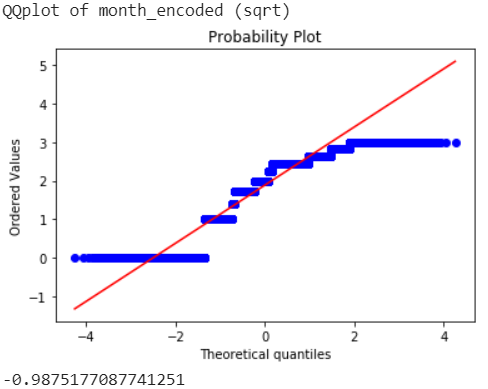 QQplot of month_encoded (sqrt)
Probability Plot
5
4
3
2
1
0
−1
Ordered Values
−4 −2 0 2 4
Theoretical quantiles
-0.9875177087741251